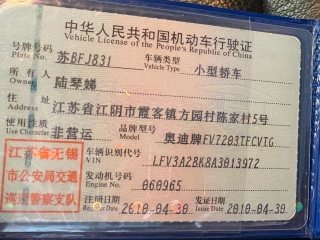 中华人民共和国机动车行驶证
Vehicle License of the People's Republic of China
号牌号码 苏BFJ831 车辆类型 小型轿车
Plate No. Vehicle Type
所有人 陆琴娣
Owner
住址 江苏省江阴市霞客镇方园村陈家村5号
Address
使用性质 非营运 品牌型号 奥迪牌FV7203TFCVTG
Use Character Model
江苏省无锡
市公安局交通
巡逻警察支队
车辆识别代号 LFV3A28K8A3013972
VIN
发动机号码 060965
Engine No.
注册日期 2010-04-30 发证日期 2010-04-30
Register Date Issue Date